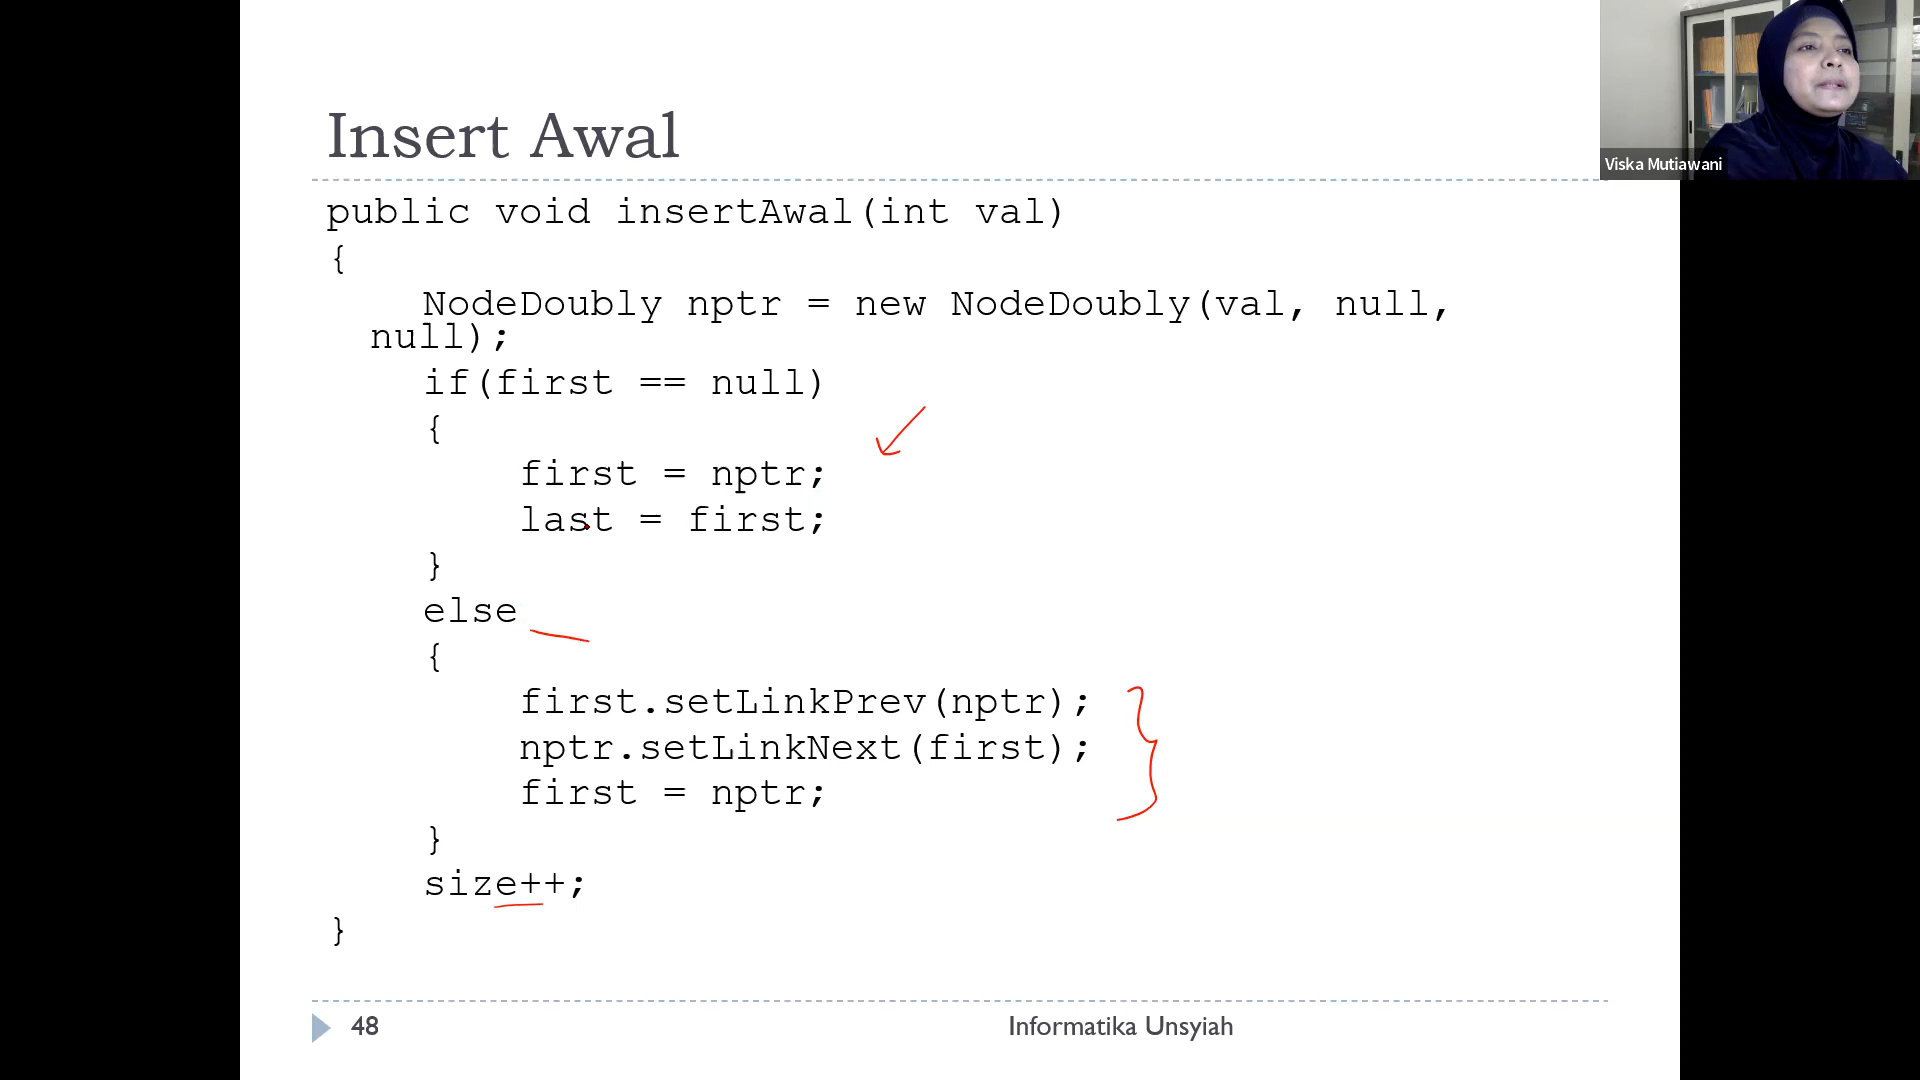 Insert Awal
Viska Mutiawani
public void insertAwal(int val)
{
NodeDoubly nptr = new NodeDoubly(val, null,
null);
if(first == null)
{
first = nptr;
last = first;
}
else
{
first.setLinkPrev(nptr);
nptr.setLinkNext(first);
first = nptr;
}
size++;
}
48
Informatika Unsyiah